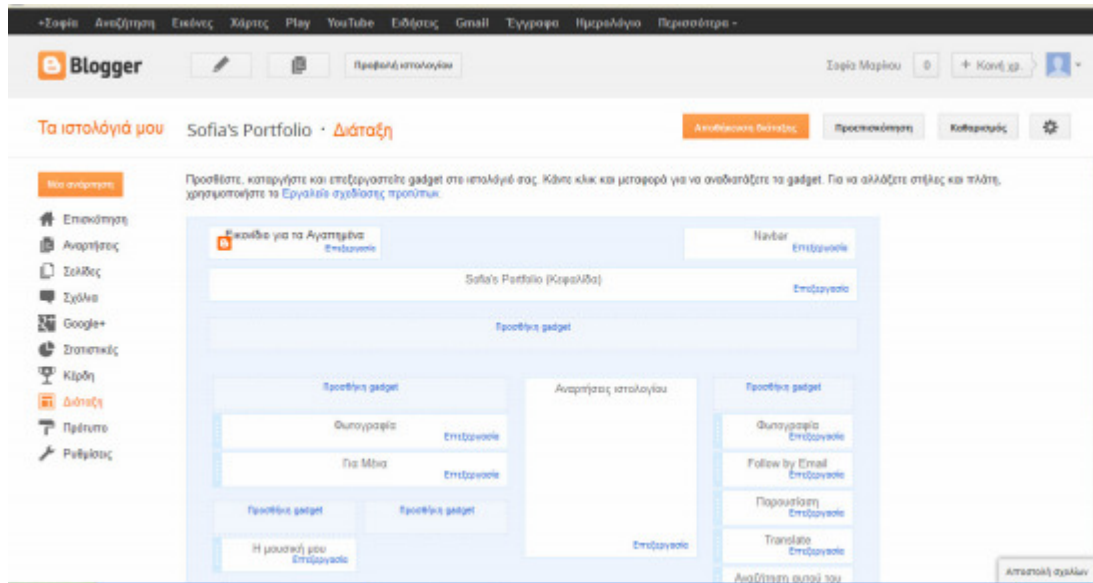 +Σοφία Αναζήτηση Εικόνες Χάρτες Play YouTube Ειδήσεις Gmail Έγγραφα Ημερολόγιο Περισσότερα
Blogger Προβολή ιστολογίου Σοφία Μαρίνου 0 + Κοινή χρ.
Τα ιστολόγιά μου Sofia's Portfolio · Διάταξη Αποθήκευση διάταξης Προεπισκόπηση Καθαρισμός
Νέα ανάρτηση
Προσθέστε, καταργήστε και επεξεργαστείτε gadget στο ιστολόγιό σας. Κάντε κλικ και μεταφορά για να αναδιατάξετε τα gadget. Για να αλλάξετε στήλες και πλάτη,
χρησιμοποιήστε το Εργαλείο σχεδίασης προτύπων.
Επισκόπηση
Αναρτήσεις
Σελίδες
Σχόλια
Google+
Στατιστικές
Κέρδη
Διάταξη
Πρότυπο
Ρυθμίσεις
Εικονίδιο για τα Αγαπημένα
Επεξεργασία
Navbar
Επεξεργασία
Sofia's Portfolio (Κεφαλίδα)
Επεξεργασία
Προσθήκη gadget
Προσθήκη gadget
Φωτογραφία
Επεξεργασία
Για Μένα
Επεξεργασία
Προσθήκη gadget Προσθήκη gadget
Η μουσική μου
Επεξεργασία
Αναρτήσεις ιστολογίου
Επεξεργασία
Προσθήκη gadget
Φωτογραφία
Επεξεργασία
Follow by Email
Επεξεργασία
Παρουσίαση
Επεξεργασία
Translate
Επεξεργασία
Αναζήτηση αυτού του
Αποστολή σχολίων